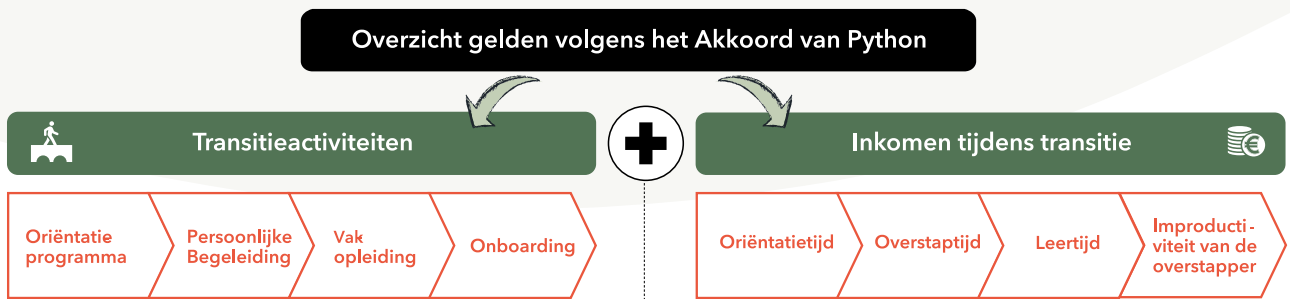 Overzicht gelden volgens het Akkoord van Python
Transitieactiviteiten
Inkomen tijdens transitie
Oriëntatie
programma
Persoonlijke
Begeleiding
Vak
opleiding
Onboarding
Oriëntatietijd
Overstaptijd
Leertijd
Improducti-
viteit van de
overstapper